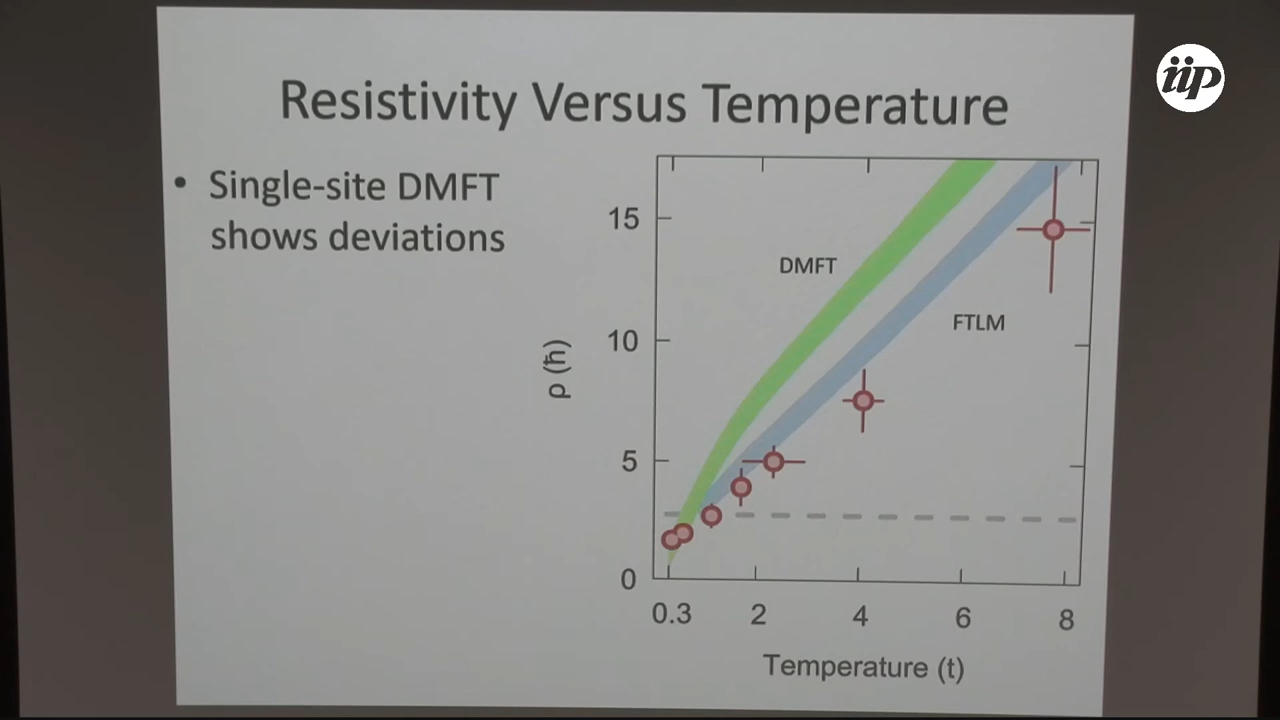 iip
Resistivity Versus Temperature
• Single-site DMFT
shows deviations
15
10
5
0
ρ (ħ)
DMFT
FTLM
0.3 2 4 6 8
Temperature (t)